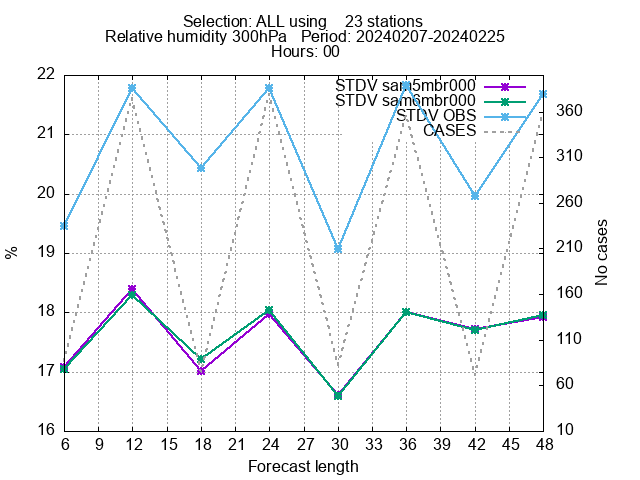 Selection: ALL using    23 stations
Relative humidity 300hPa   Period: 20240207-20240225
Hours: 00
STDV sam5mbr000
STDV sam6mbr000
STDV OBS
CASES
22
21
20
19
18
17
16
%
360
310
260
210
160
110
60
10
No cases
6 9 12 15 18 21 24 27 30 33 36 39 42 45 48
Forecast length